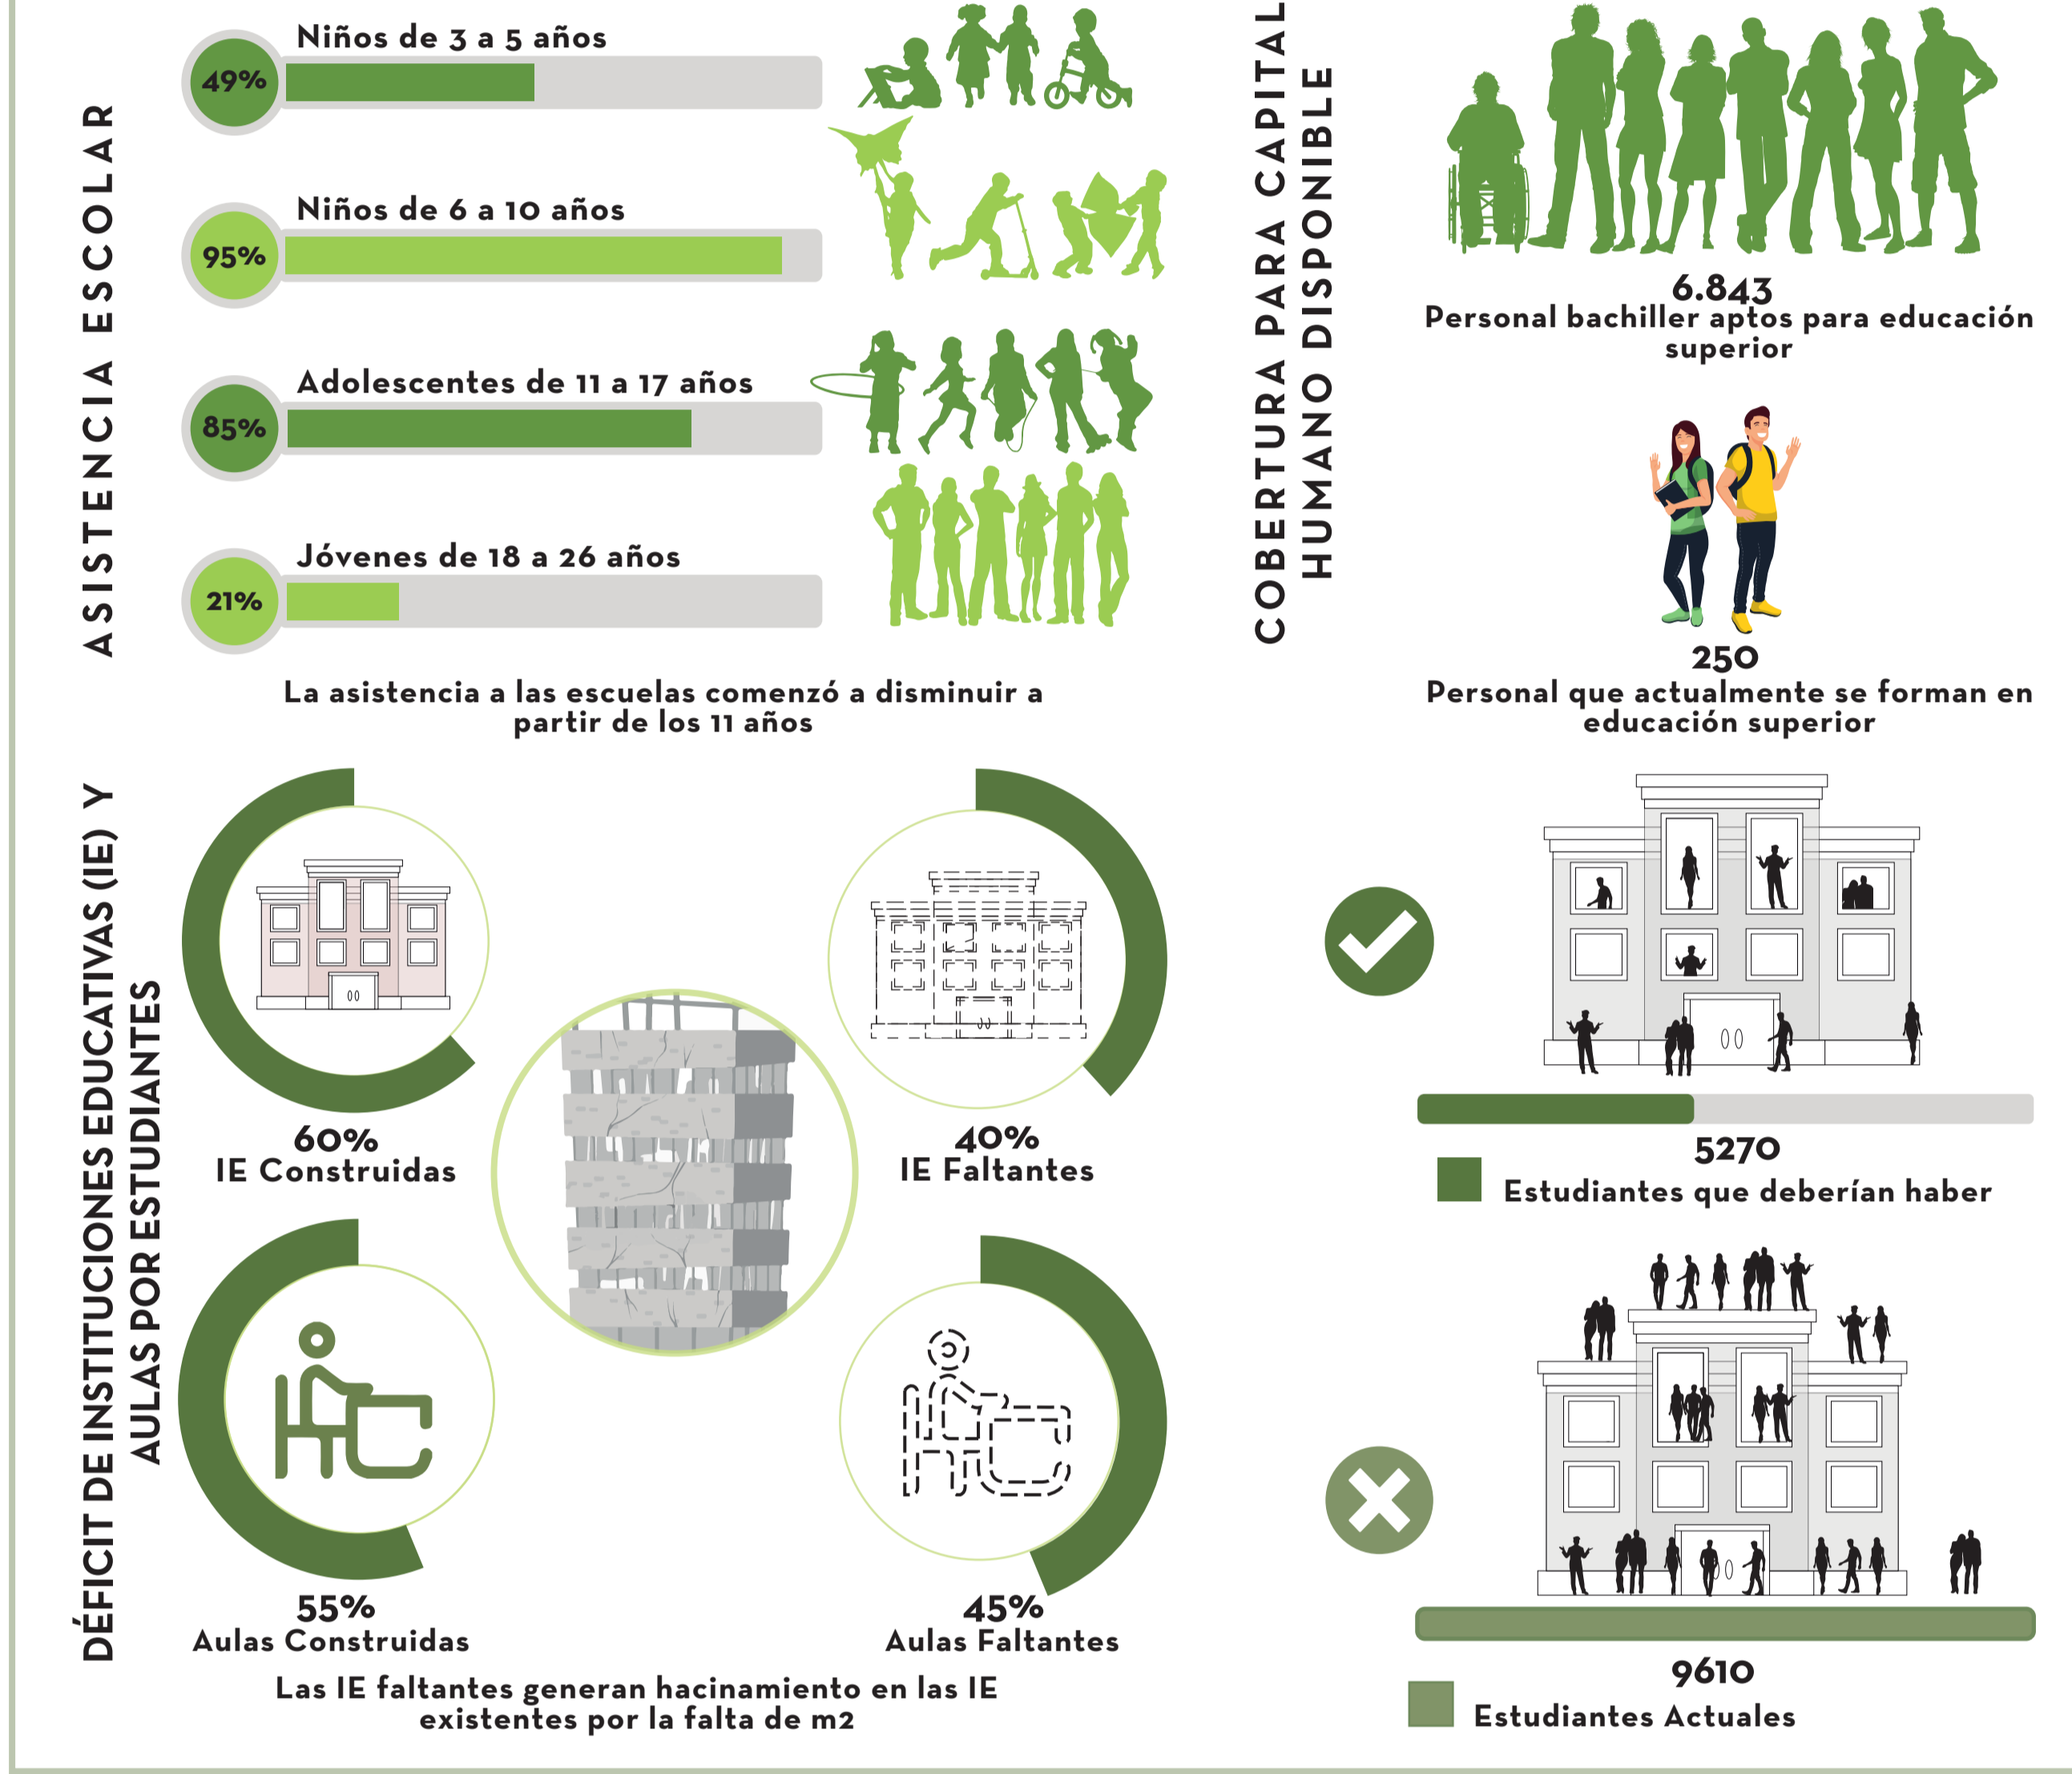 ASISTENCIA ESCOLAR
Niños de 3 a 5 años
49%
Niños de 6 a 10 años
95%
Adolescentes de 11 a 17 años
85%
Jóvenes de 18 a 26 años
21%
La asistencia a las escuelas comenzó a disminuir a
partir de los 11 años
COBERTURA PARA CAPITAL
HUMANO DISPONIBLE
6.843
Personal bachiller aptos para educación
superior
250
Personal que actualmente se forman en
educación superior
DÉFICIT DE INSTITUCIONES EDUCATIVAS (IE) Y
AULAS POR ESTUDIANTES
60%
IE Construidas
40%
IE Faltantes
55%
Aulas Construidas
45%
Aulas Faltantes
Las IE faltantes generan hacinamiento en las IE
existentes por la falta de m2
5270
Estudiantes que deberían haber
9610
Estudiantes Actuales